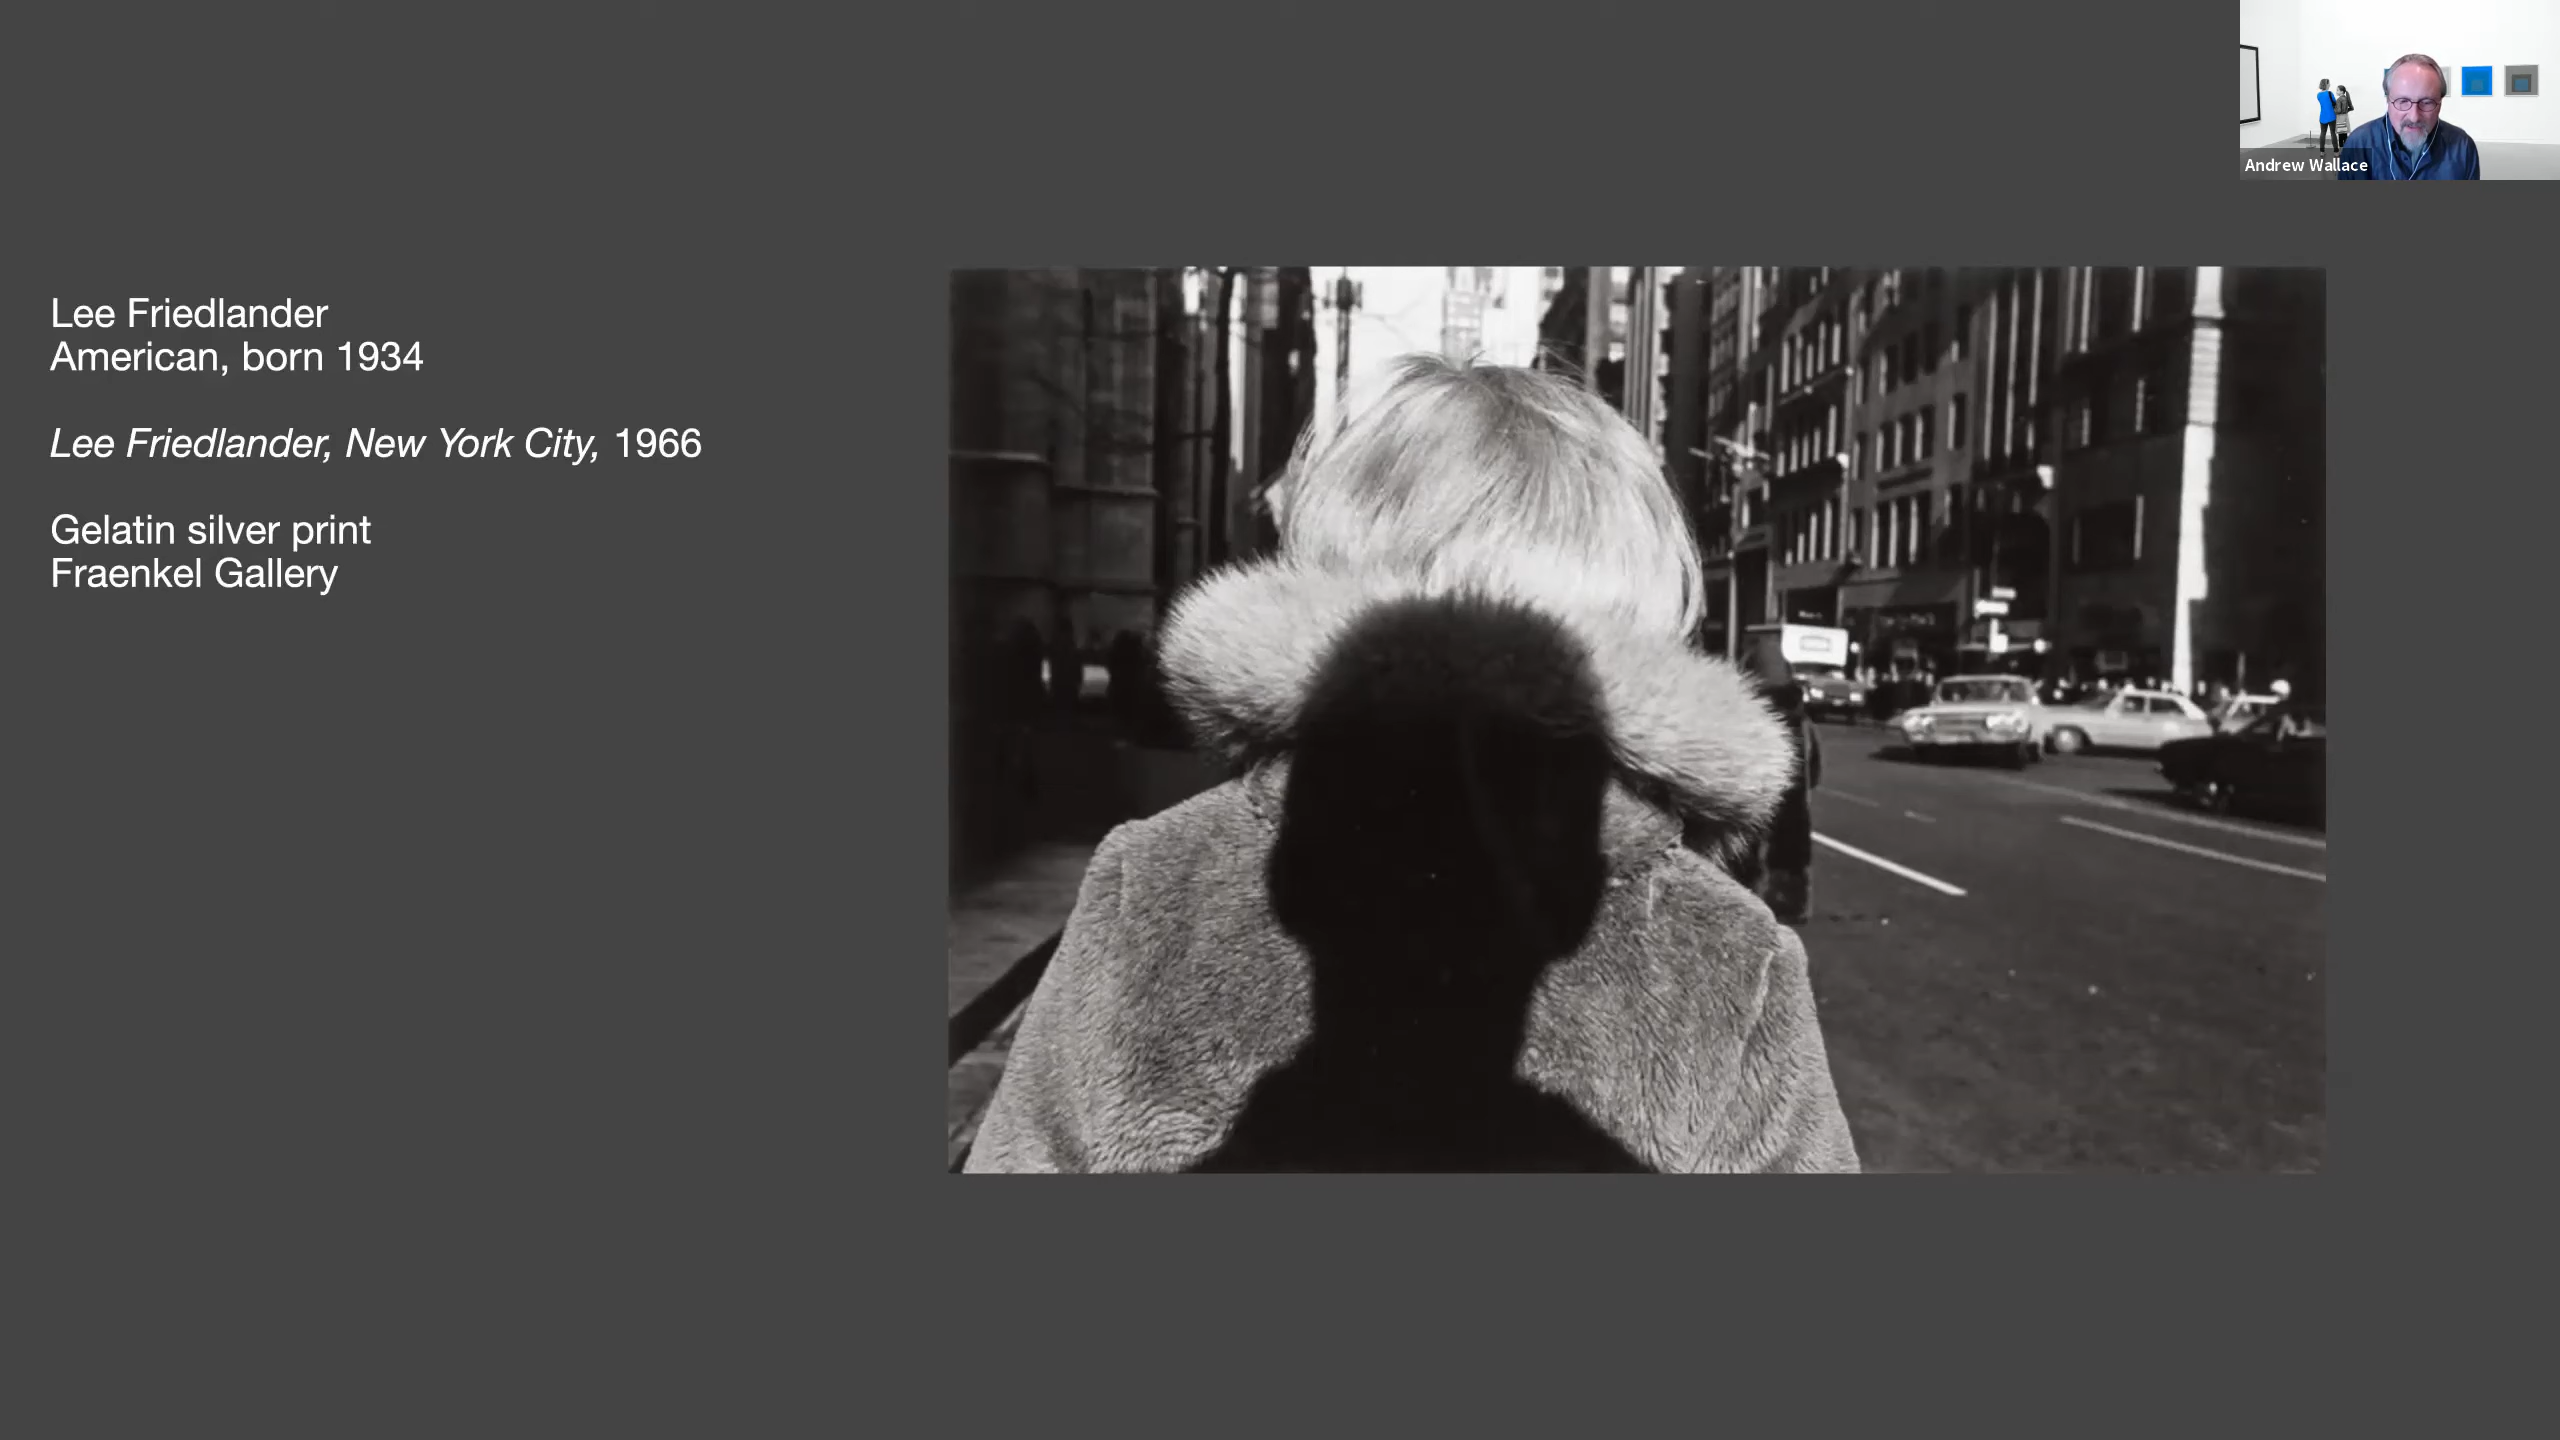 Lee Friedlander
American, born 1934
Lee Friedlander, New York City, 1966
Gelatin silver print
Fraenkel Gallery
Andrew Wallace